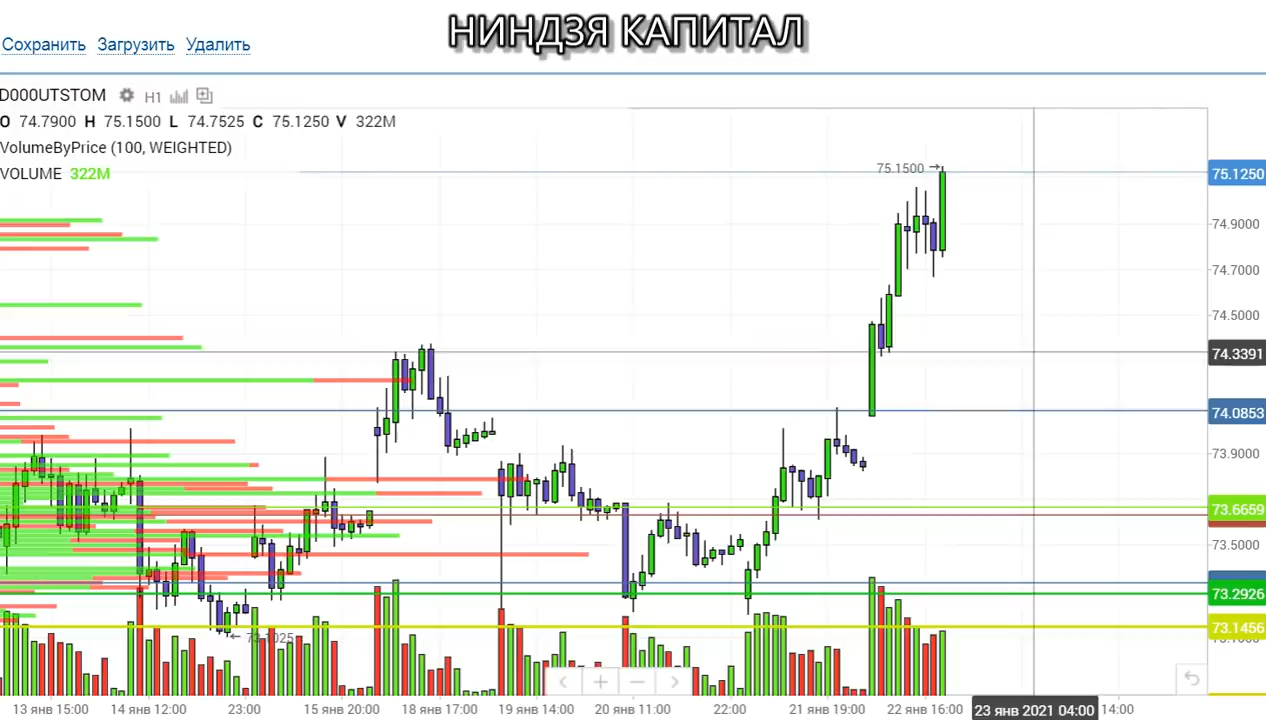 НИНДЗЯ КАПИТАЛ
Сохранить Загрузить Удалить
D000UTSTOM H1
O 74.7900 H 75.1500 L 74.7525 C 75.1250 V 322M
VolumeByPrice (100, WEIGHTED)
VOLUME 322M
75.1500 →
75.1250
74.9000
74.7000
74.5000
74.3391
74.0853
73.9000
73.6659
73.5000
73.2926
73.1456
← 73.1025
13 янв 15:00 14 янв 12:00 23:00 15 янв 20:00 18 янв 17:00 19 янв 14:00 20 янв 11:00 22:00 21 янв 19:00 22 янв 16:00 23 янв 2021 04:00 14:00